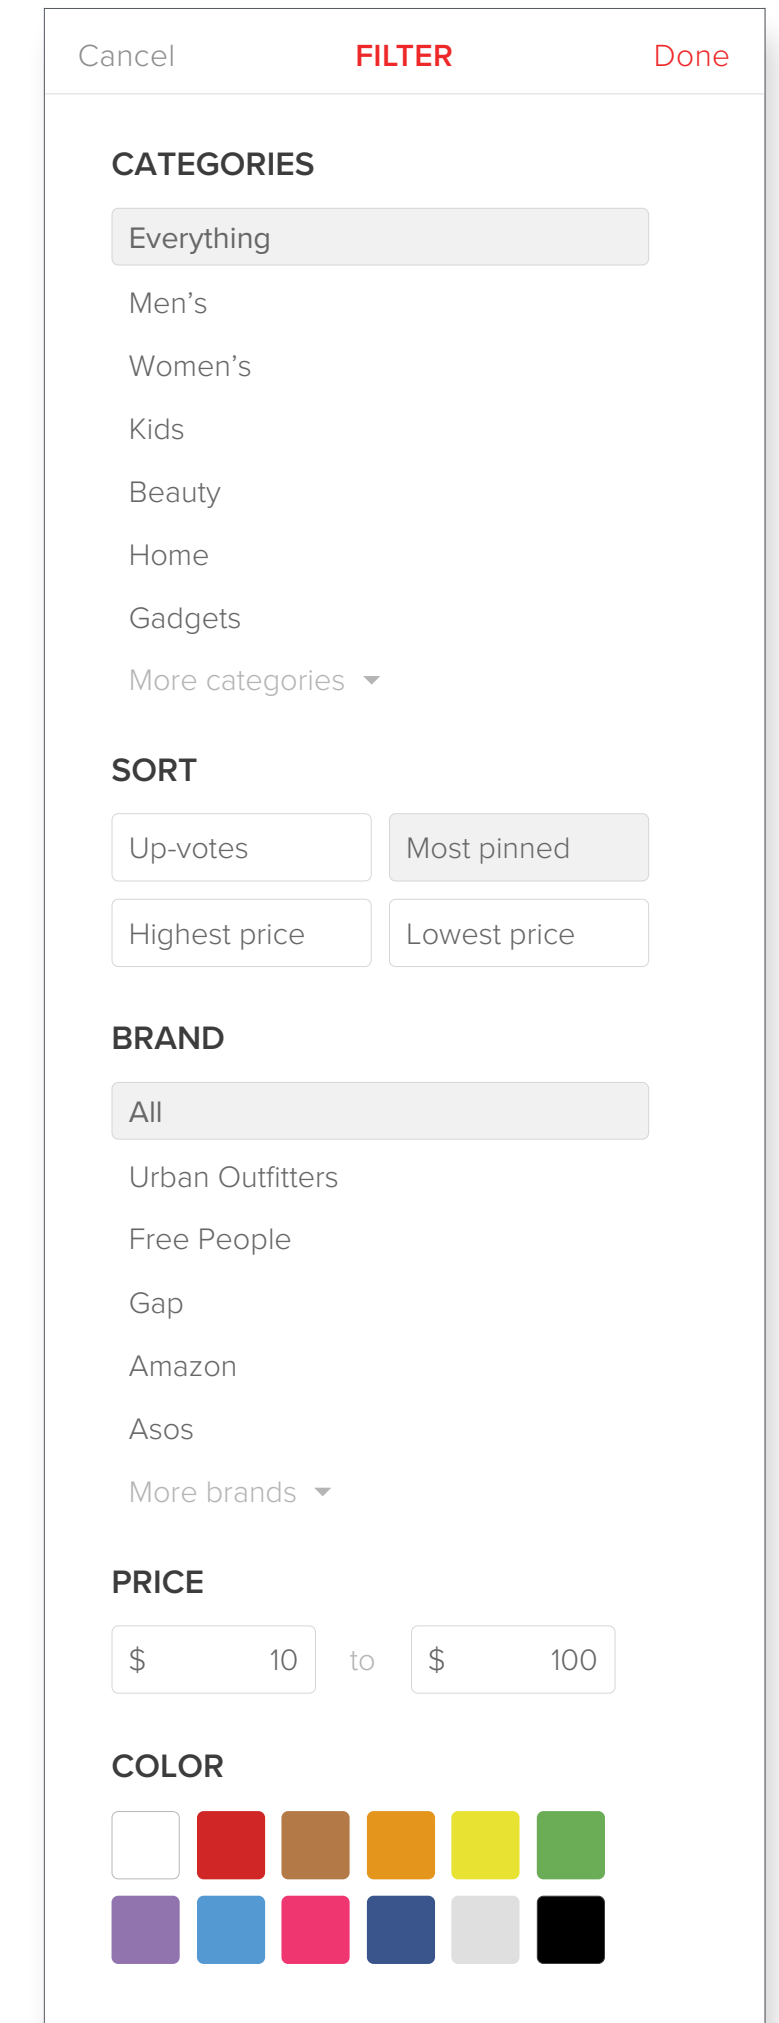 Cancel FILTER Done
CATEGORIES
Everything
Men’s
Women’s
Kids
Beauty
Home
Gadgets
More categories
SORT
Up-votes Most pinned
Highest price Lowest price
BRAND
All
Urban Outfitters
Free People
Gap
Amazon
Asos
More brands
PRICE
$ 10 to $ 100
COLOR